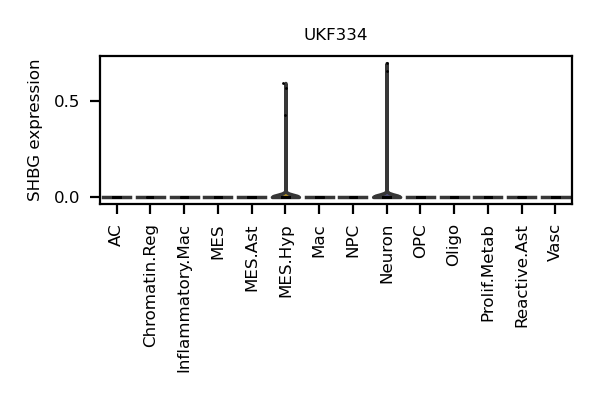 UKF334
SHBG expression
0.5
0.0
AC
Chromatin.Reg
Inflammatory.Mac
MES
MES.Ast
MES.Hyp
Mac
NPC
Neuron
OPC
Oligo
Prolif.Metab
Reactive.Ast
Vasc